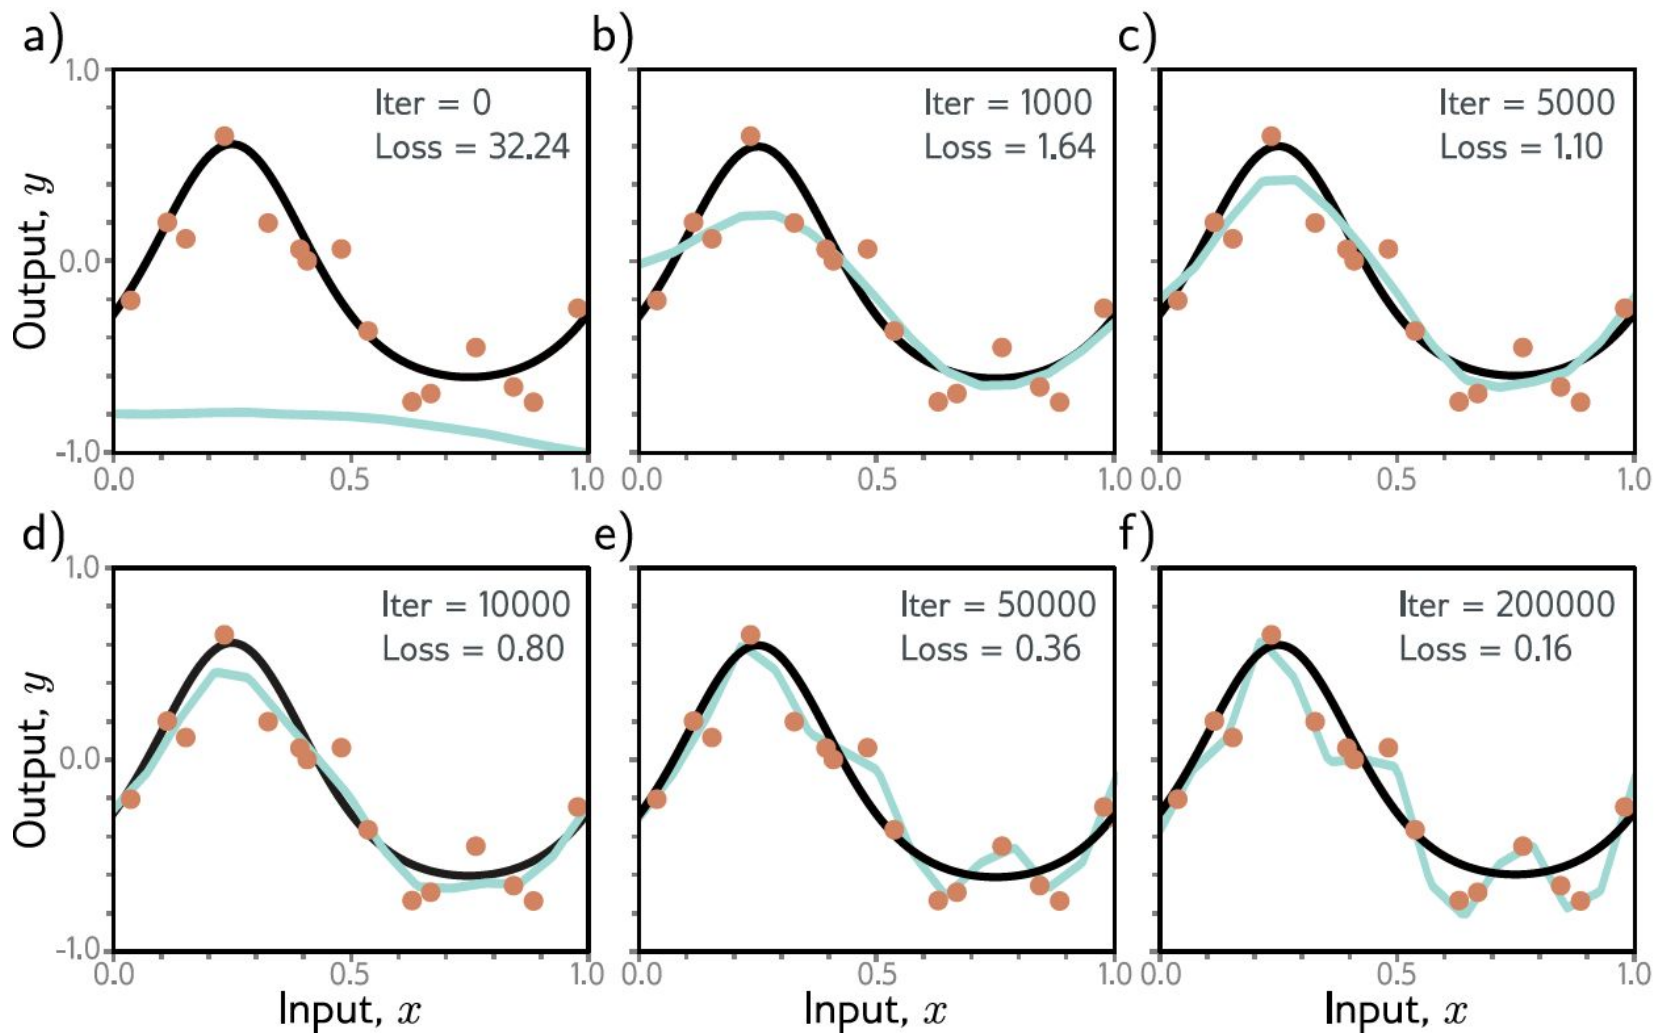 a)
1.0
0.0
-1.0
Output, y
Iter = 0
Loss = 32.24
0.0 0.5 1.0
b)
Iter = 1000
Loss = 1.64
0.0 0.5 1.0
c)
Iter = 5000
Loss = 1.10
0.0 0.5 1.0
d)
1.0
0.0
-1.0
Output, y
Iter = 10000
Loss = 0.80
0.0 0.5 1.0
Input, x
e)
Iter = 50000
Loss = 0.36
0.0 0.5 1.0
Input, x
f)
Iter = 200000
Loss = 0.16
0.0 0.5 1.0
Input, x